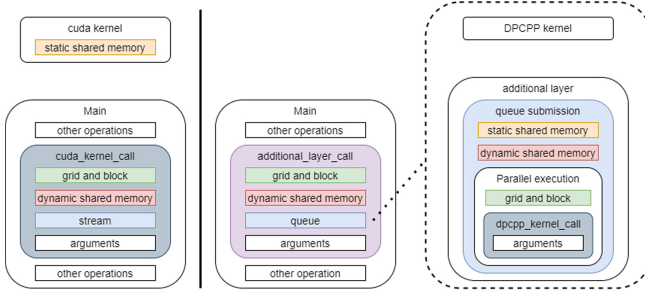 cuda kernel
static shared memory
Main
other operations
cuda_kernel_call
grid and block
dynamic shared memory
stream
arguments
other operations
Main
other operations
additional_layer_call
grid and block
dynamic shared memory
queue
arguments
other operation
DPCPP kernel
additional layer
queue submission
static shared memory
dynamic shared memory
Parallel execution
grid and block
dpcpp_kernel_call
arguments